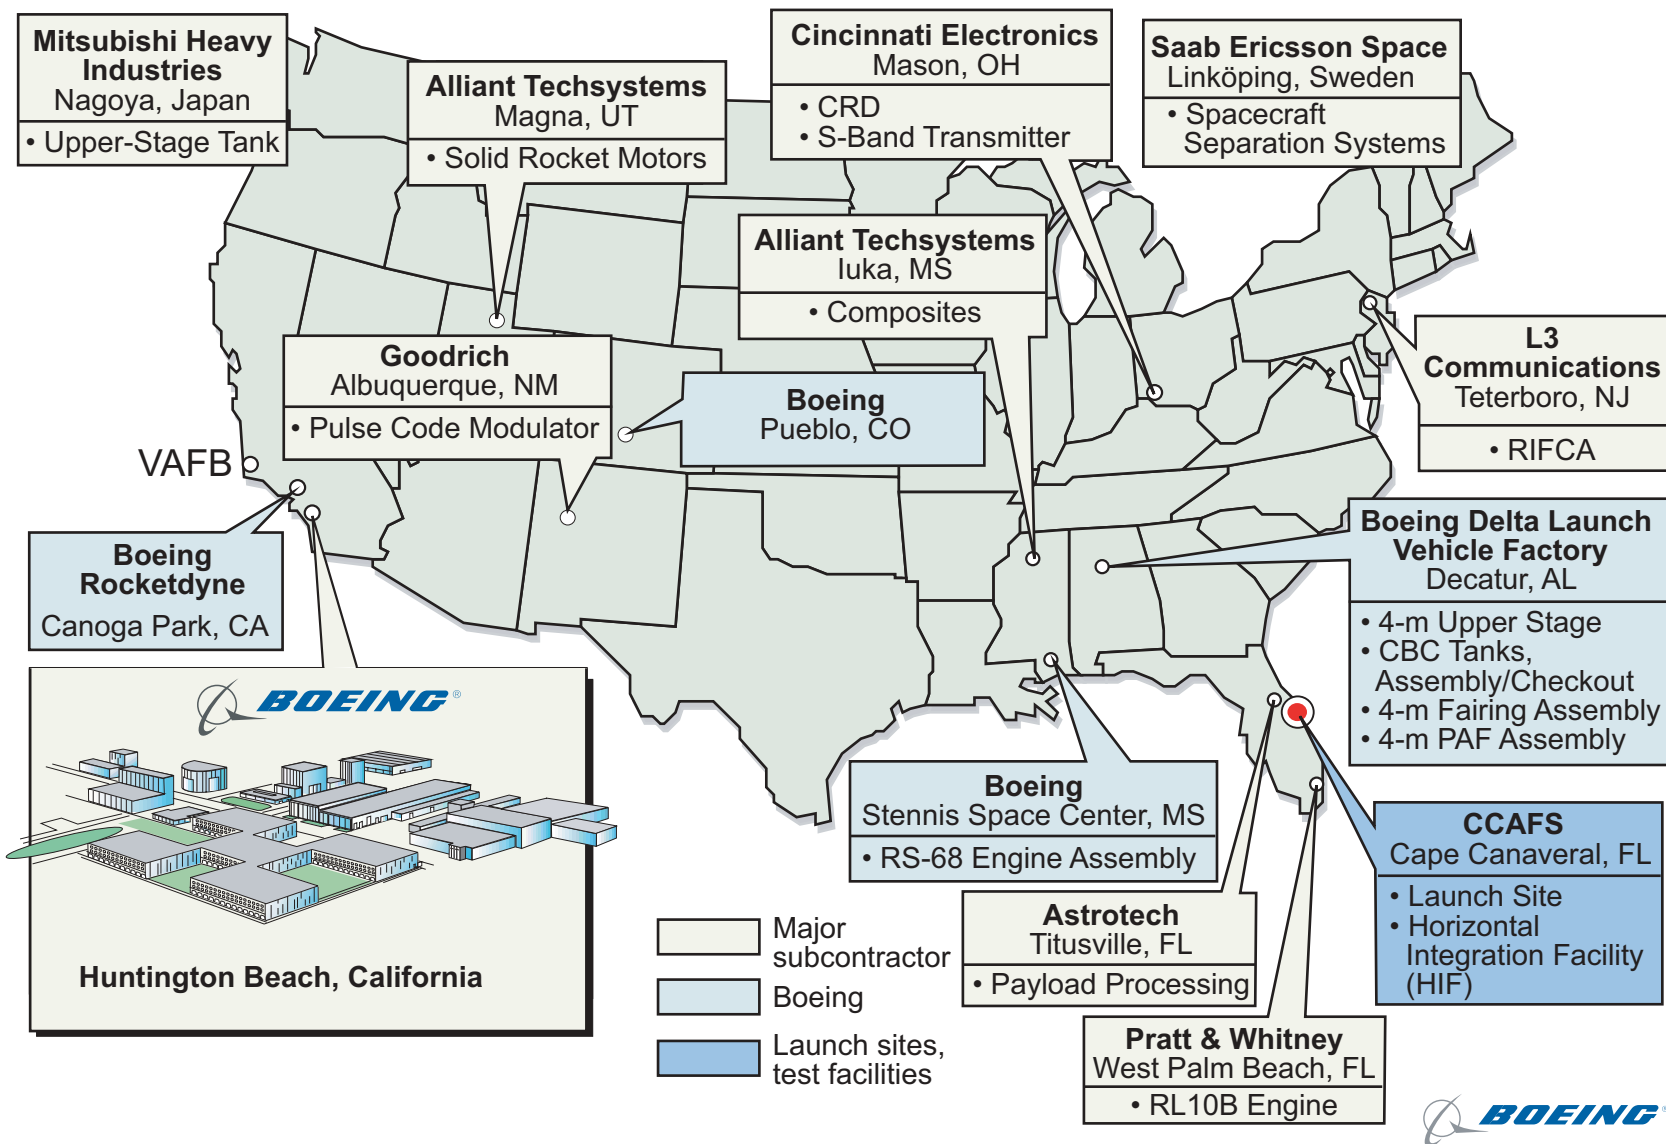 Mitsubishi Heavy
Industries
Nagoya, Japan
• Upper-Stage Tank
Alliant Techsystems
Magna, UT
• Solid Rocket Motors
Cincinnati Electronics
Mason, OH
• CRD
• S-Band Transmitter
Saab Ericsson Space
Linköping, Sweden
• Spacecraft
Separation Systems
Alliant Techsystems
Iuka, MS
• Composites
Goodrich
Albuquerque, NM
• Pulse Code Modulator
Boeing
Pueblo, CO
L3
Communications
Teterboro, NJ
• RIFCA
VAFB
Boeing
Rocketdyne
Canoga Park, CA
Boeing Delta Launch
Vehicle Factory
Decatur, AL
• 4-m Upper Stage
• CBC Tanks,
Assembly/Checkout
• 4-m Fairing Assembly
• 4-m PAF Assembly
BOEING®
Huntington Beach, California
Boeing
Stennis Space Center, MS
• RS-68 Engine Assembly
CCAFS
Cape Canaveral, FL
• Launch Site
• Horizontal
Integration Facility
(HIF)
Astrotech
Titusville, FL
• Payload Processing
Pratt & Whitney
West Palm Beach, FL
• RL10B Engine
Major
subcontractor
Boeing
Launch sites,
test facilities
BOEING®